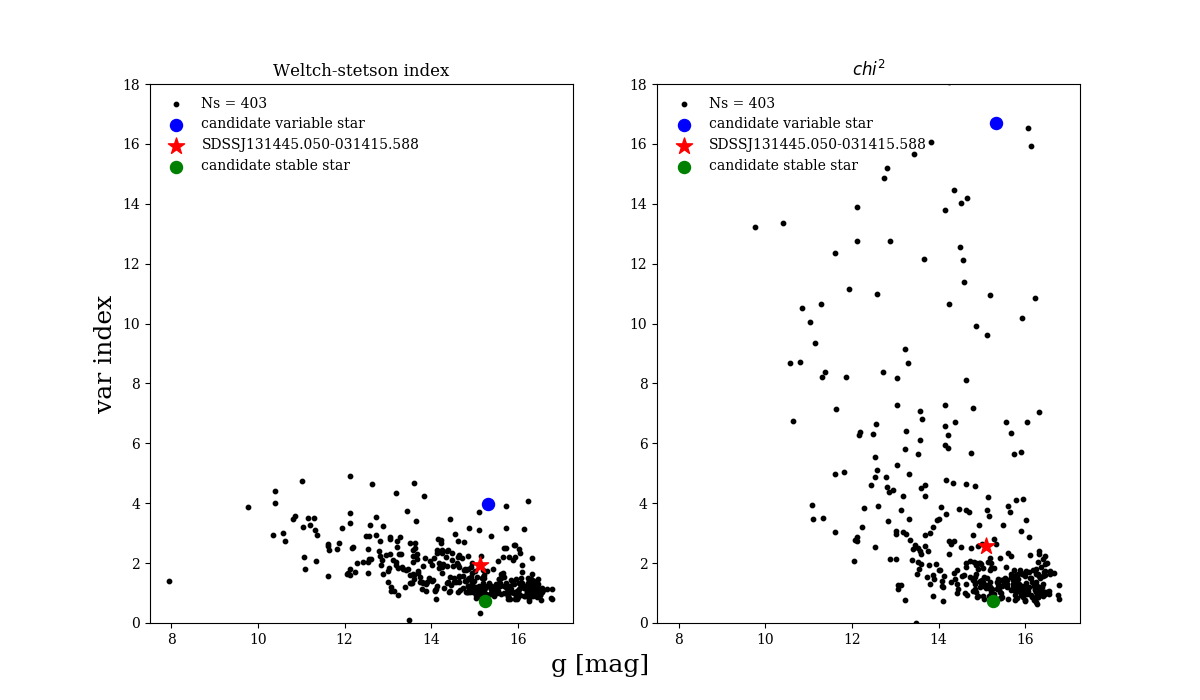 Weltch-stetson index
chi²
18
16
14
12
10
8
6
4
2
0
Ns = 403
candidate variable star
SDSSJ131445.050-031415.588
candidate stable star
8
10
12
14
16
18
16
14
12
10
8
6
4
2
0
Ns = 403
candidate variable star
SDSSJ131445.050-031415.588
candidate stable star
8
10
12
14
16
var index
g [mag]